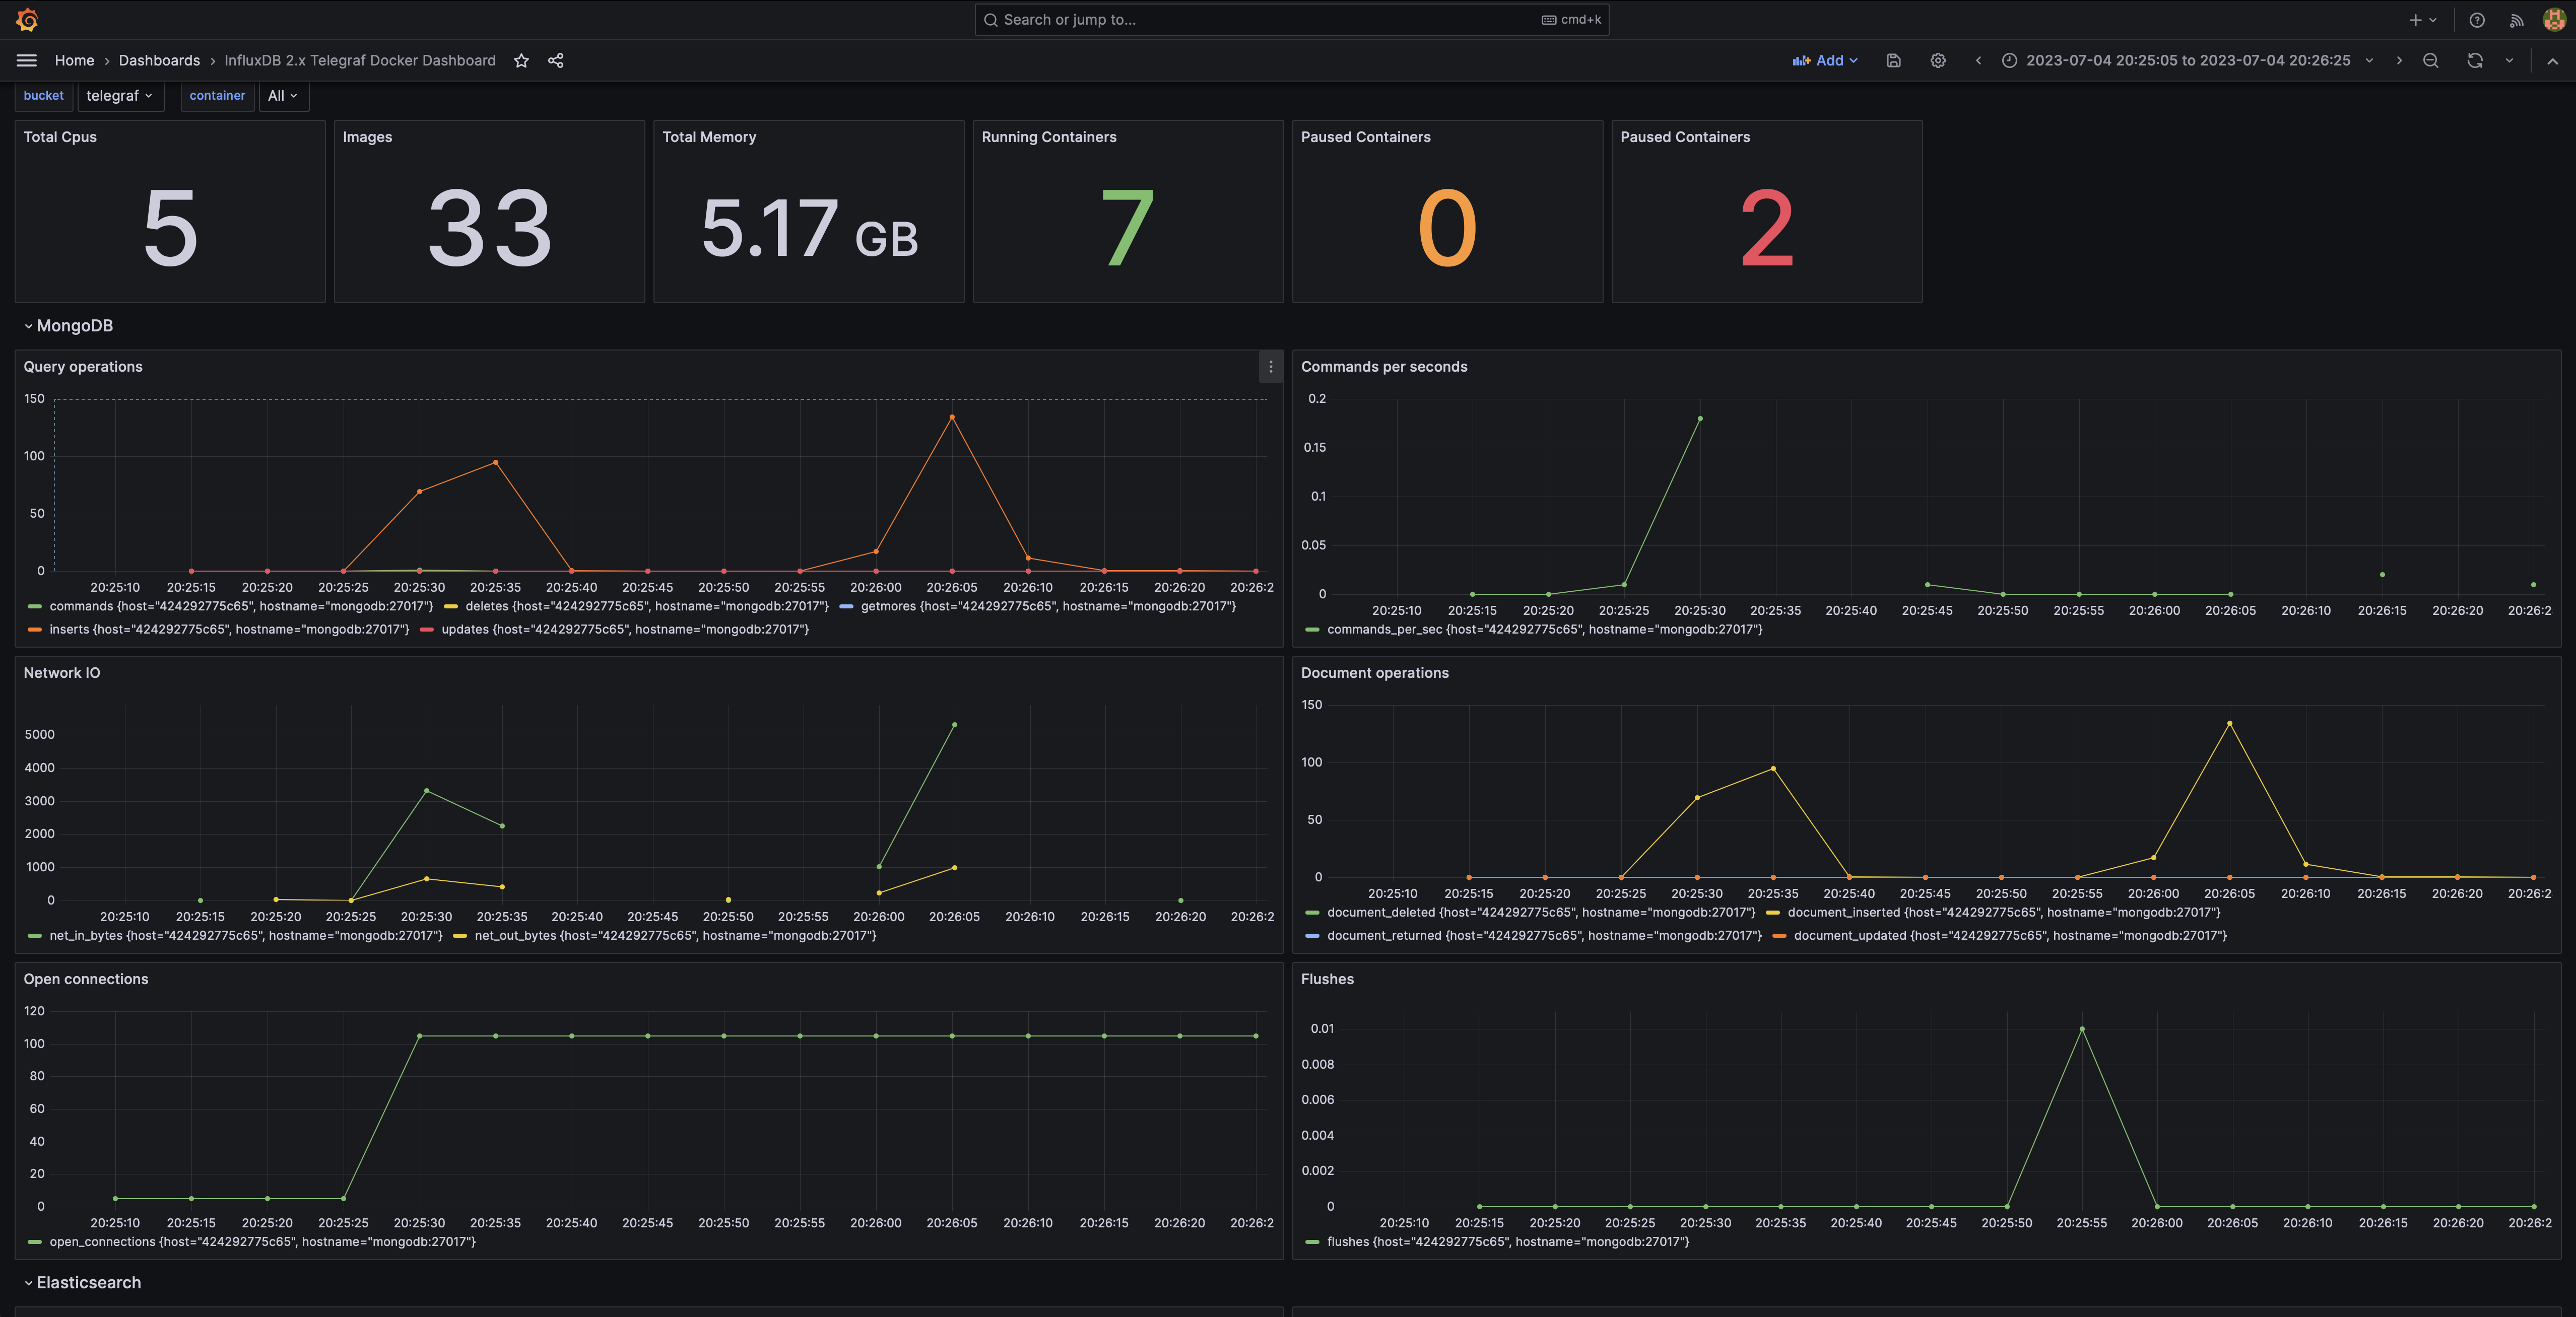 Search or jump to... cmd+k
Home › Dashboards › InfluxDB 2.x Telegraf Docker Dashboard Add 2023-07-04 20:25:05 to 2023-07-04 20:26:25
bucket telegraf container All
Total Cpus Images Total Memory Running Containers Paused Containers Paused Containers
5 33 5.17 GB 7 0 2
MongoDB
Query operations
150
100
50
0
20:25:10 20:25:15 20:25:20 20:25:25 20:25:30 20:25:35 20:25:40 20:25:45 20:25:50 20:25:55 20:26:00 20:26:05 20:26:10 20:26:15 20:26:20 20:26:2
commands {host="424292775c65", hostname="mongodb:27017"} deletes {host="424292775c65", hostname="mongodb:27017"} getmores {host="424292775c65", hostname="mongodb:27017"}
inserts {host="424292775c65", hostname="mongodb:27017"} updates {host="424292775c65", hostname="mongodb:27017"}
Commands per seconds
0.2
0.15
0.1
0.05
0
20:25:10 20:25:15 20:25:20 20:25:25 20:25:30 20:25:35 20:25:40 20:25:45 20:25:50 20:25:55 20:26:00 20:26:05 20:26:10 20:26:15 20:26:20 20:26:2
commands_per_sec {host="424292775c65", hostname="mongodb:27017"}
Network IO
5000
4000
3000
2000
1000
0
20:25:10 20:25:15 20:25:20 20:25:25 20:25:30 20:25:35 20:25:40 20:25:45 20:25:50 20:25:55 20:26:00 20:26:05 20:26:10 20:26:15 20:26:20 20:26:2
net_in_bytes {host="424292775c65", hostname="mongodb:27017"} net_out_bytes {host="424292775c65", hostname="mongodb:27017"}
Document operations
150
100
50
0
20:25:10 20:25:15 20:25:20 20:25:25 20:25:30 20:25:35 20:25:40 20:25:45 20:25:50 20:25:55 20:26:00 20:26:05 20:26:10 20:26:15 20:26:20 20:26:2
document_deleted {host="424292775c65", hostname="mongodb:27017"} document_inserted {host="424292775c65", hostname="mongodb:27017"}
document_returned {host="424292775c65", hostname="mongodb:27017"} document_updated {host="424292775c65", hostname="mongodb:27017"}
Open connections
120
100
80
60
40
20
0
20:25:10 20:25:15 20:25:20 20:25:25 20:25:30 20:25:35 20:25:40 20:25:45 20:25:50 20:25:55 20:26:00 20:26:05 20:26:10 20:26:15 20:26:20 20:26:2
open_connections {host="424292775c65", hostname="mongodb:27017"}
Flushes
0.01
0.008
0.006
0.004
0.002
0
20:25:10 20:25:15 20:25:20 20:25:25 20:25:30 20:25:35 20:25:40 20:25:45 20:25:50 20:25:55 20:26:00 20:26:05 20:26:10 20:26:15 20:26:20 20:26:2
flushes {host="424292775c65", hostname="mongodb:27017"}
Elasticsearch